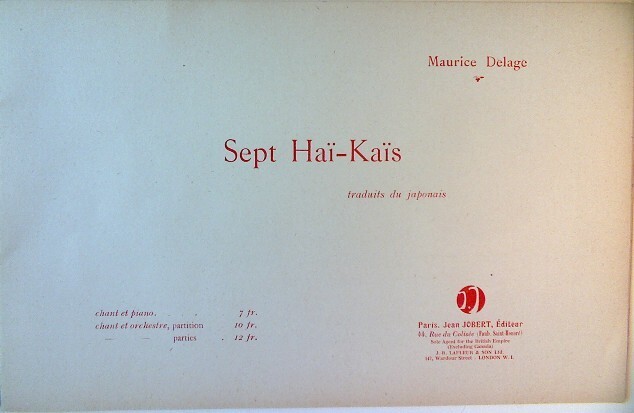 Maurice Delage
Sept Haï-Kaïs
traduits du japonais
chant et piano. . . 7 fr.
chant et orchestre, partition 10 fr.
— — parties . 12 fr.
Paris. Jean JOBERT, Éditeur
44, Rue du Colisée (Faub. Saint-Honoré)
Sole Agent for the British Empire
(Excluding Canada)
J. R. LAFLEUR & SON LTD.
147, Wardour Street - LONDON W. 1.